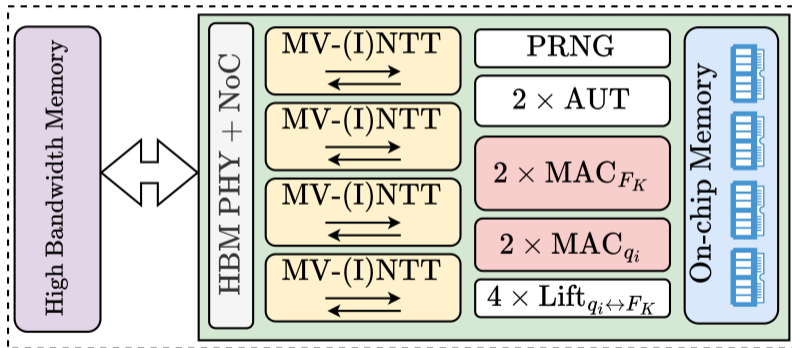 High Bandwidth Memory
HBM PHY + NoC
MV-(I)NTT
MV-(I)NTT
MV-(I)NTT
MV-(I)NTT
PRNG
2 × AUT
2 × MAC_{F_K}
2 × MAC_{q_i}
4 × Lift_{q_i↔F_K}
On-chip Memory